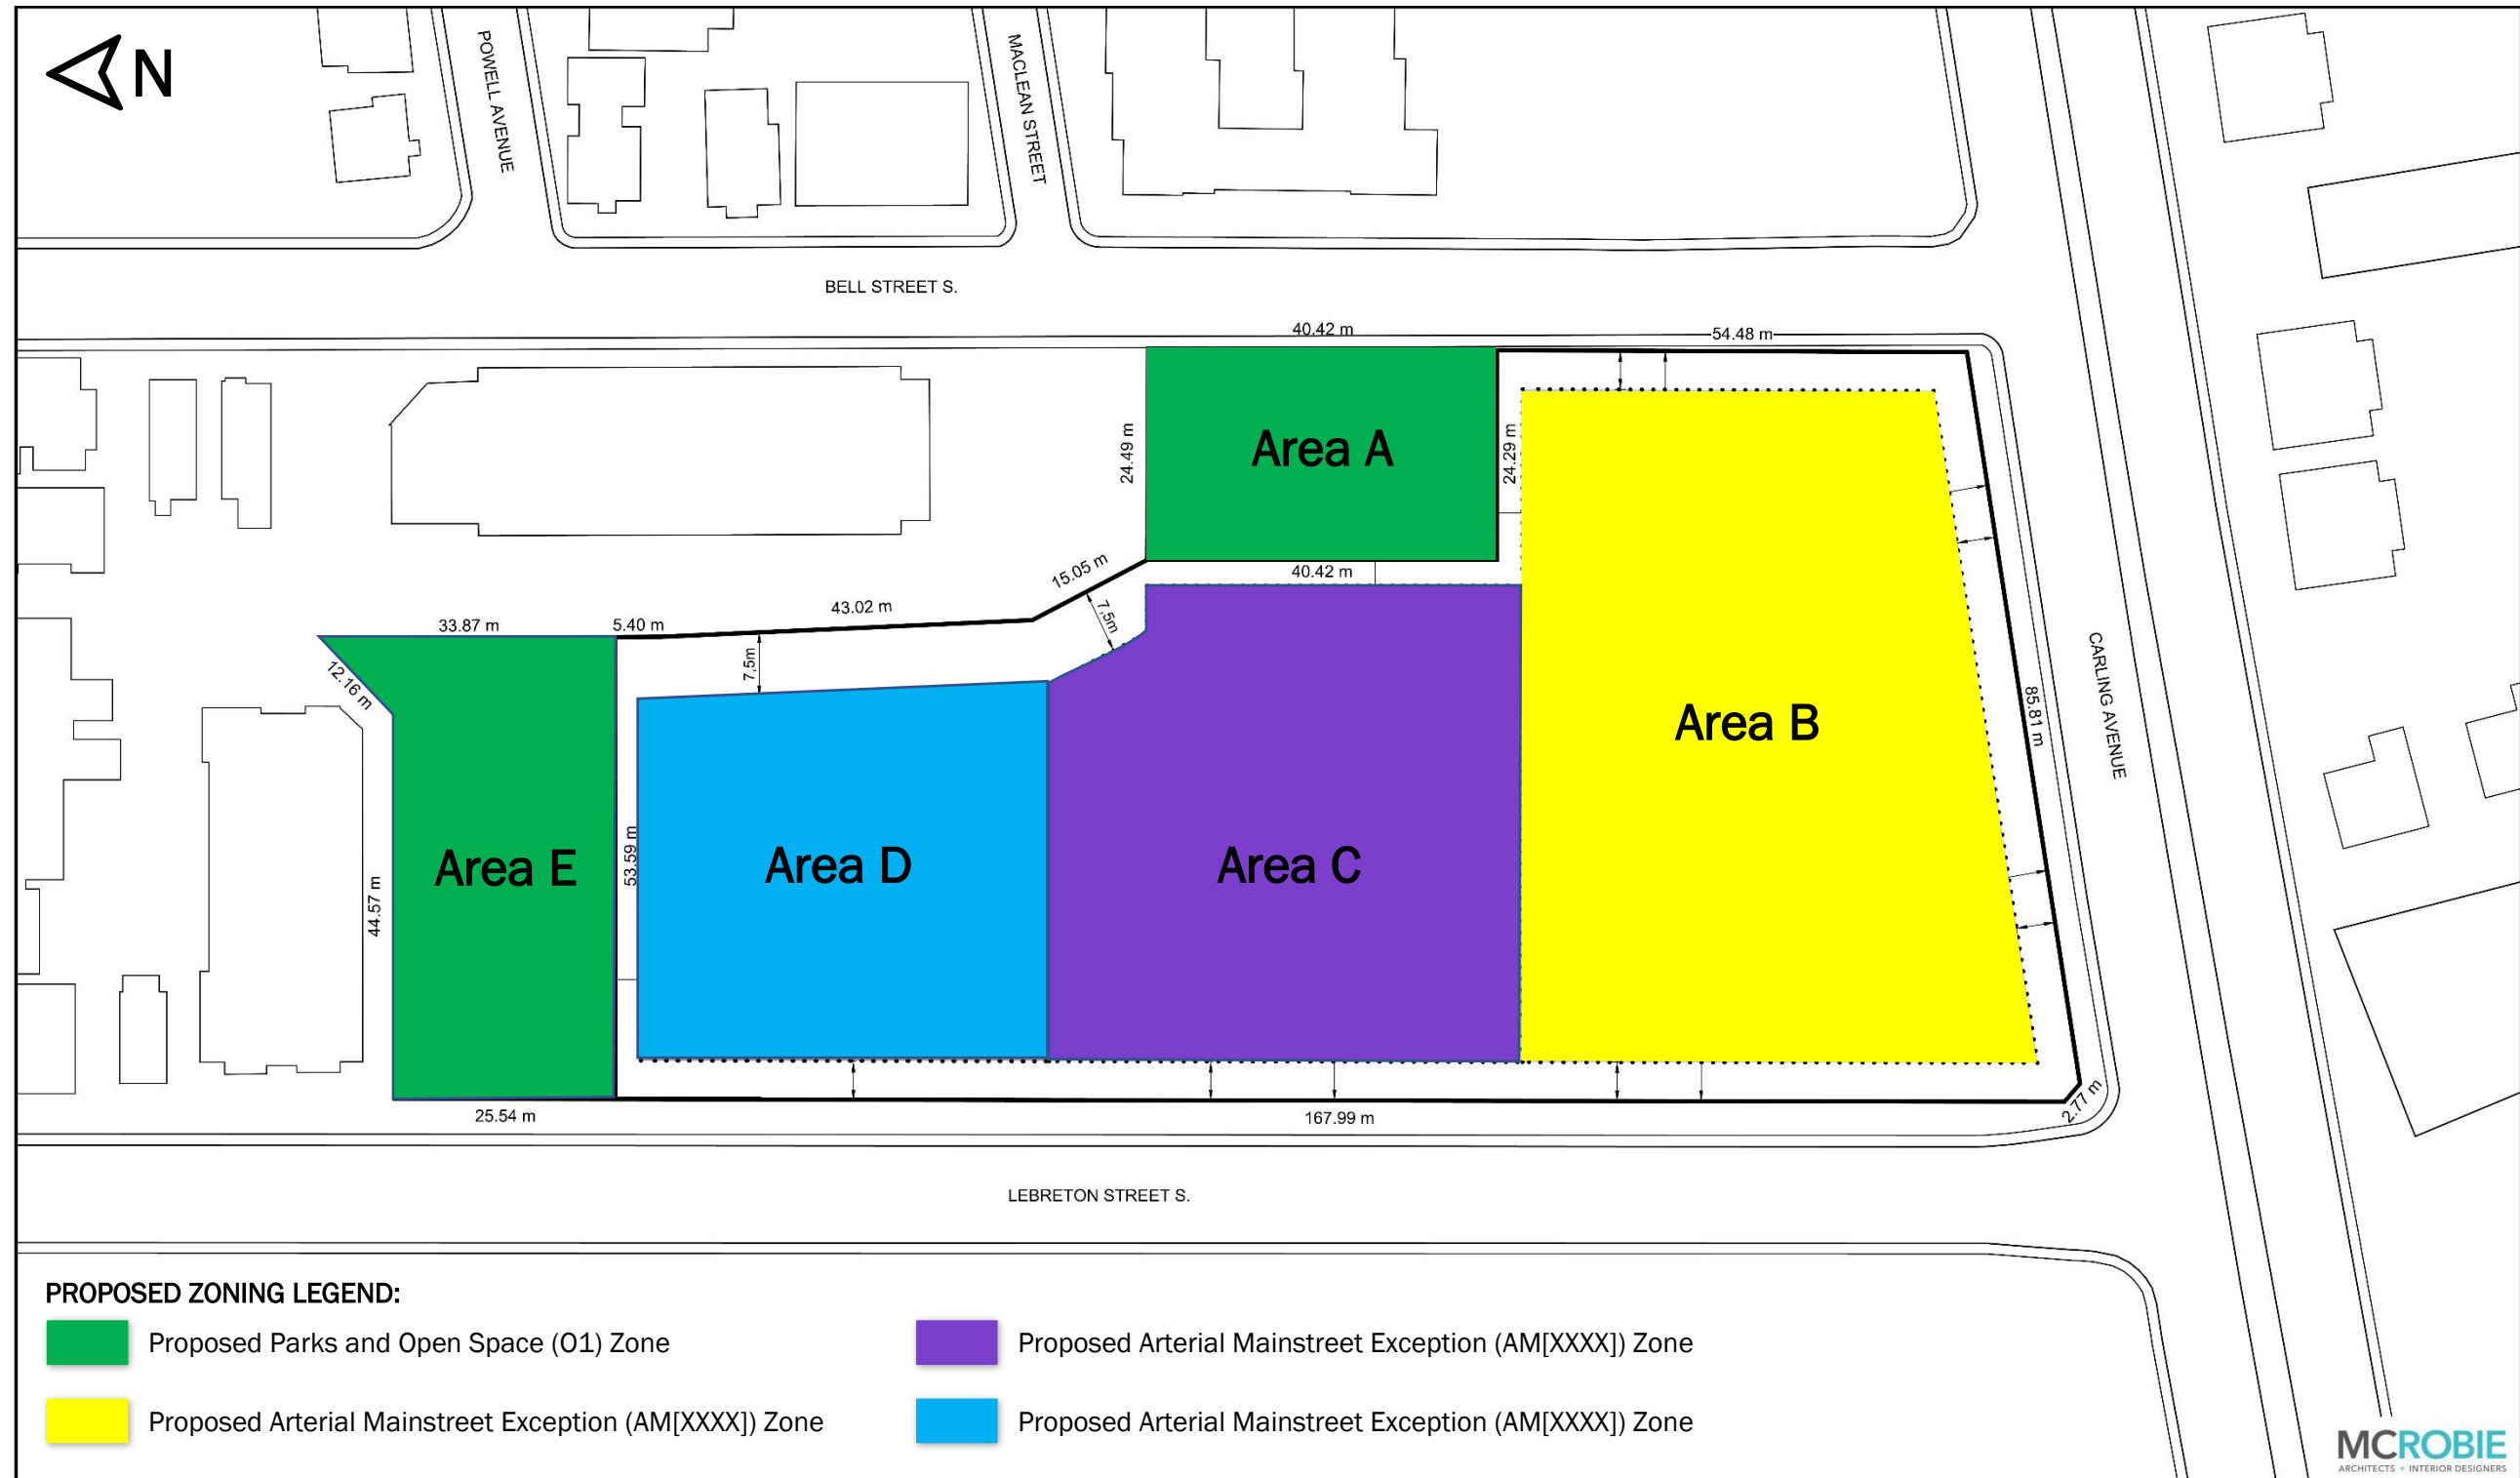 N
POWELL AVENUE
MACLEAN STREET
BELL STREET S.
40.42 m
54.48 m
24.49 m
Area A
24.29 m
15.05 m
40.42 m
7,5m
43.02 m
33.87 m
5.40 m
12.16 m
7,5m
CARLING AVENUE
85.81 m
Area B
Area E
53.59 m
Area D
Area C
44.57 m
25.54 m
167.99 m
2.77 m
LEBRETON STREET S.
PROPOSED ZONING LEGEND:
Proposed Parks and Open Space (O1) Zone
Proposed Arterial Mainstreet Exception (AM[XXXX]) Zone
Proposed Arterial Mainstreet Exception (AM[XXXX]) Zone
Proposed Arterial Mainstreet Exception (AM[XXXX]) Zone
MCROBIE
ARCHITECTS + INTERIOR DESIGNERS